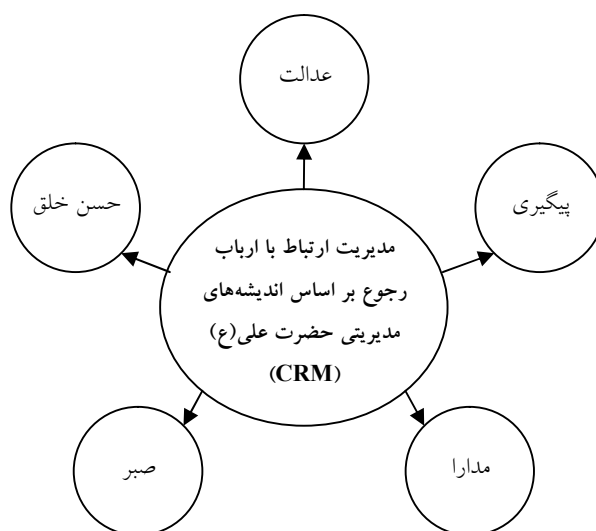 عدالت
پیگیری
حسن خلق
مدیریت ارتباط با ارباب
رجوع بر اساس اندیشه‌های
مدیریتی حضرت علی(ع)
(CRM)
مدارا
صبر